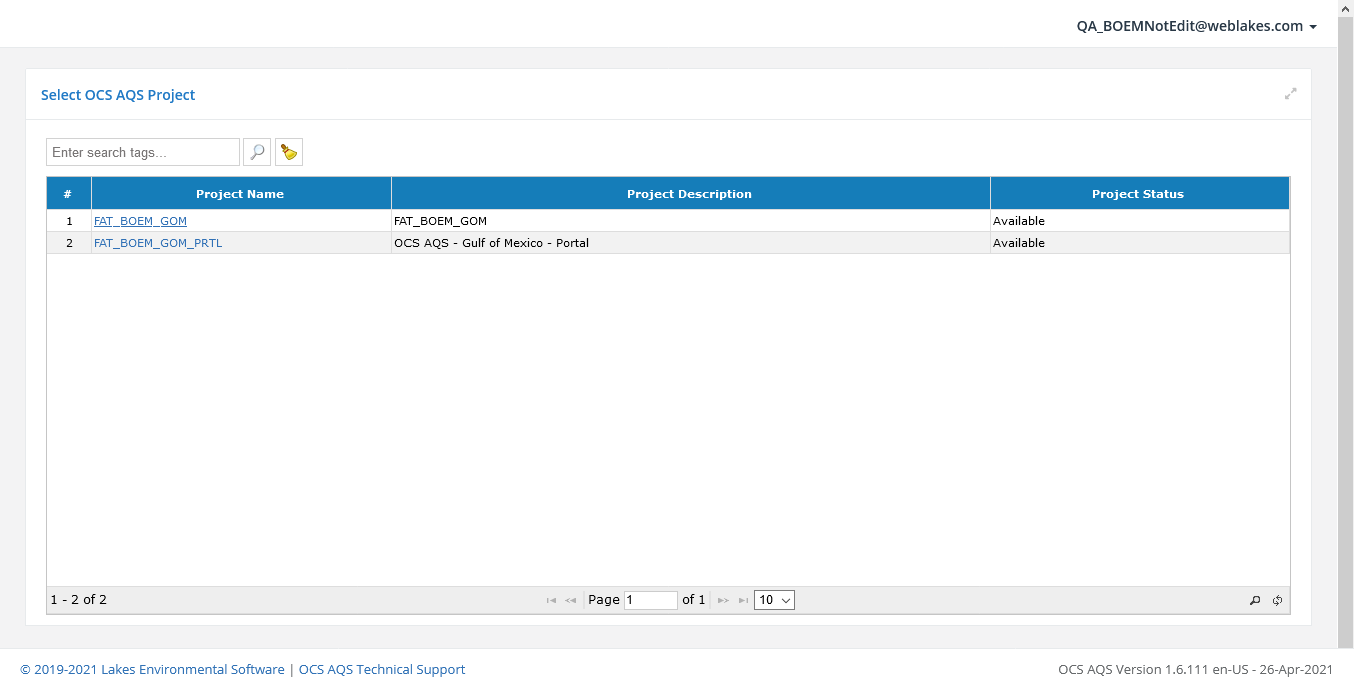 QA_BOEMNotEdit@weblakes.com
Select OCS AQS Project
Enter search tags...
# Project Name Project Description Project Status
1 FAT_BOEM_GOM FAT_BOEM_GOM Available
2 FAT_BOEM_GOM_PRTL OCS AQS - Gulf of Mexico - Portal Available
1 - 2 of 2 Page 1 of 1 10
© 2019-2021 Lakes Environmental Software | OCS AQS Technical Support OCS AQS Version 1.6.111 en-US - 26-Apr-2021